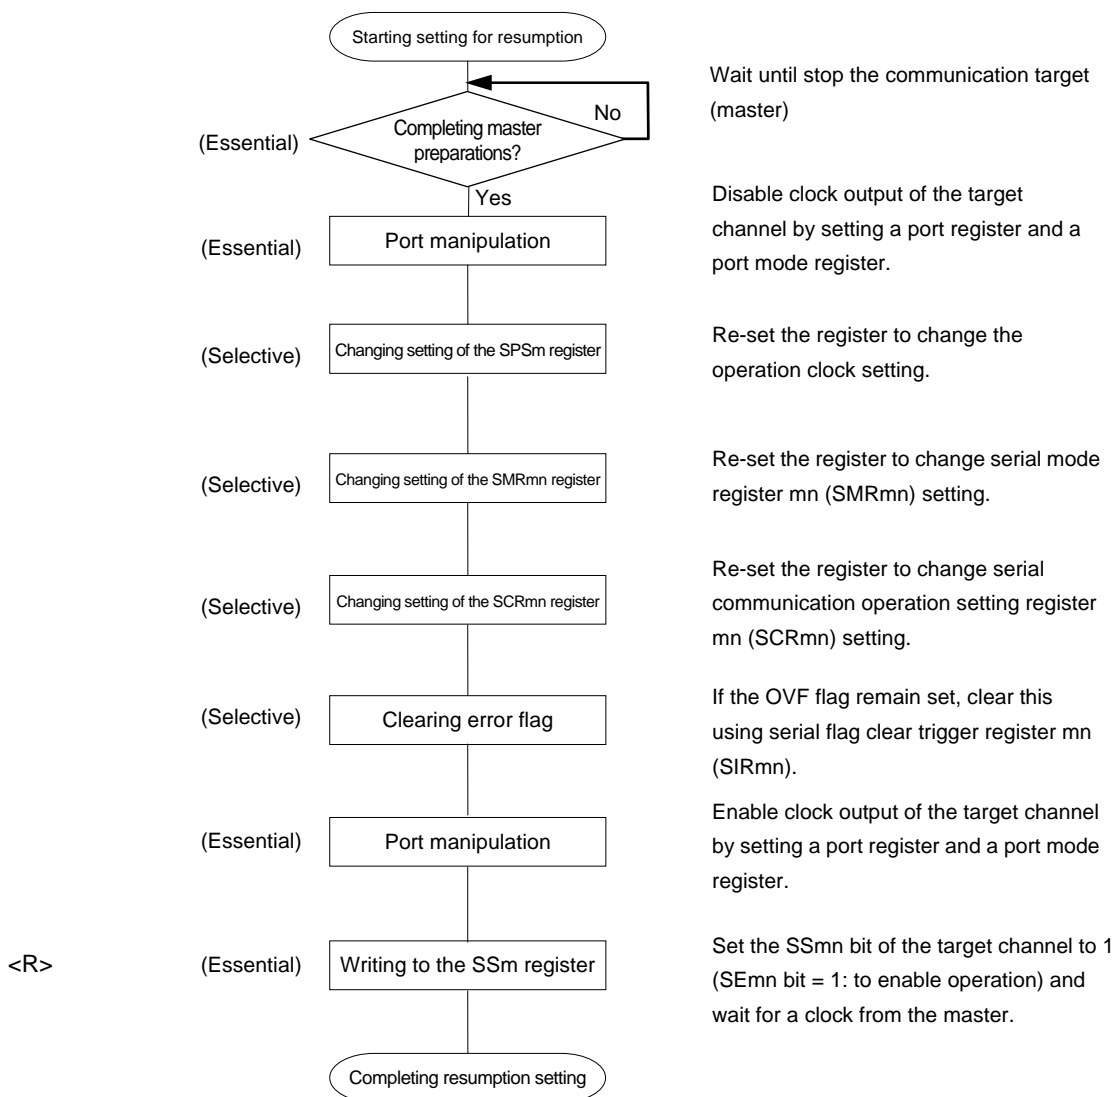 Starting setting for resumption
Wait until stop the communication target
(master)
No
(Essential)
Completing master
preparations?
Yes
Disable clock output of the target
channel by setting a port register and a
port mode register.
(Essential)
Port manipulation
(Selective)
Changing setting of the SPSm register
Re-set the register to change the
operation clock setting.
(Selective)
Changing setting of the SMRmn register
Re-set the register to change serial mode
register mn (SMRmn) setting.
(Selective)
Changing setting of the SCRmn register
Re-set the register to change serial
communication operation setting register
mn (SCRmn) setting.
(Selective)
Clearing error flag
If the OVF flag remain set, clear this
using serial flag clear trigger register mn
(SIRmn).
(Essential)
Port manipulation
Enable clock output of the target channel
by setting a port register and a port mode
register.
<R>
(Essential)
Writing to the SSm register
Set the SSmn bit of the target channel to 1
(SEmn bit = 1: to enable operation) and
wait for a clock from the master.
Completing resumption setting